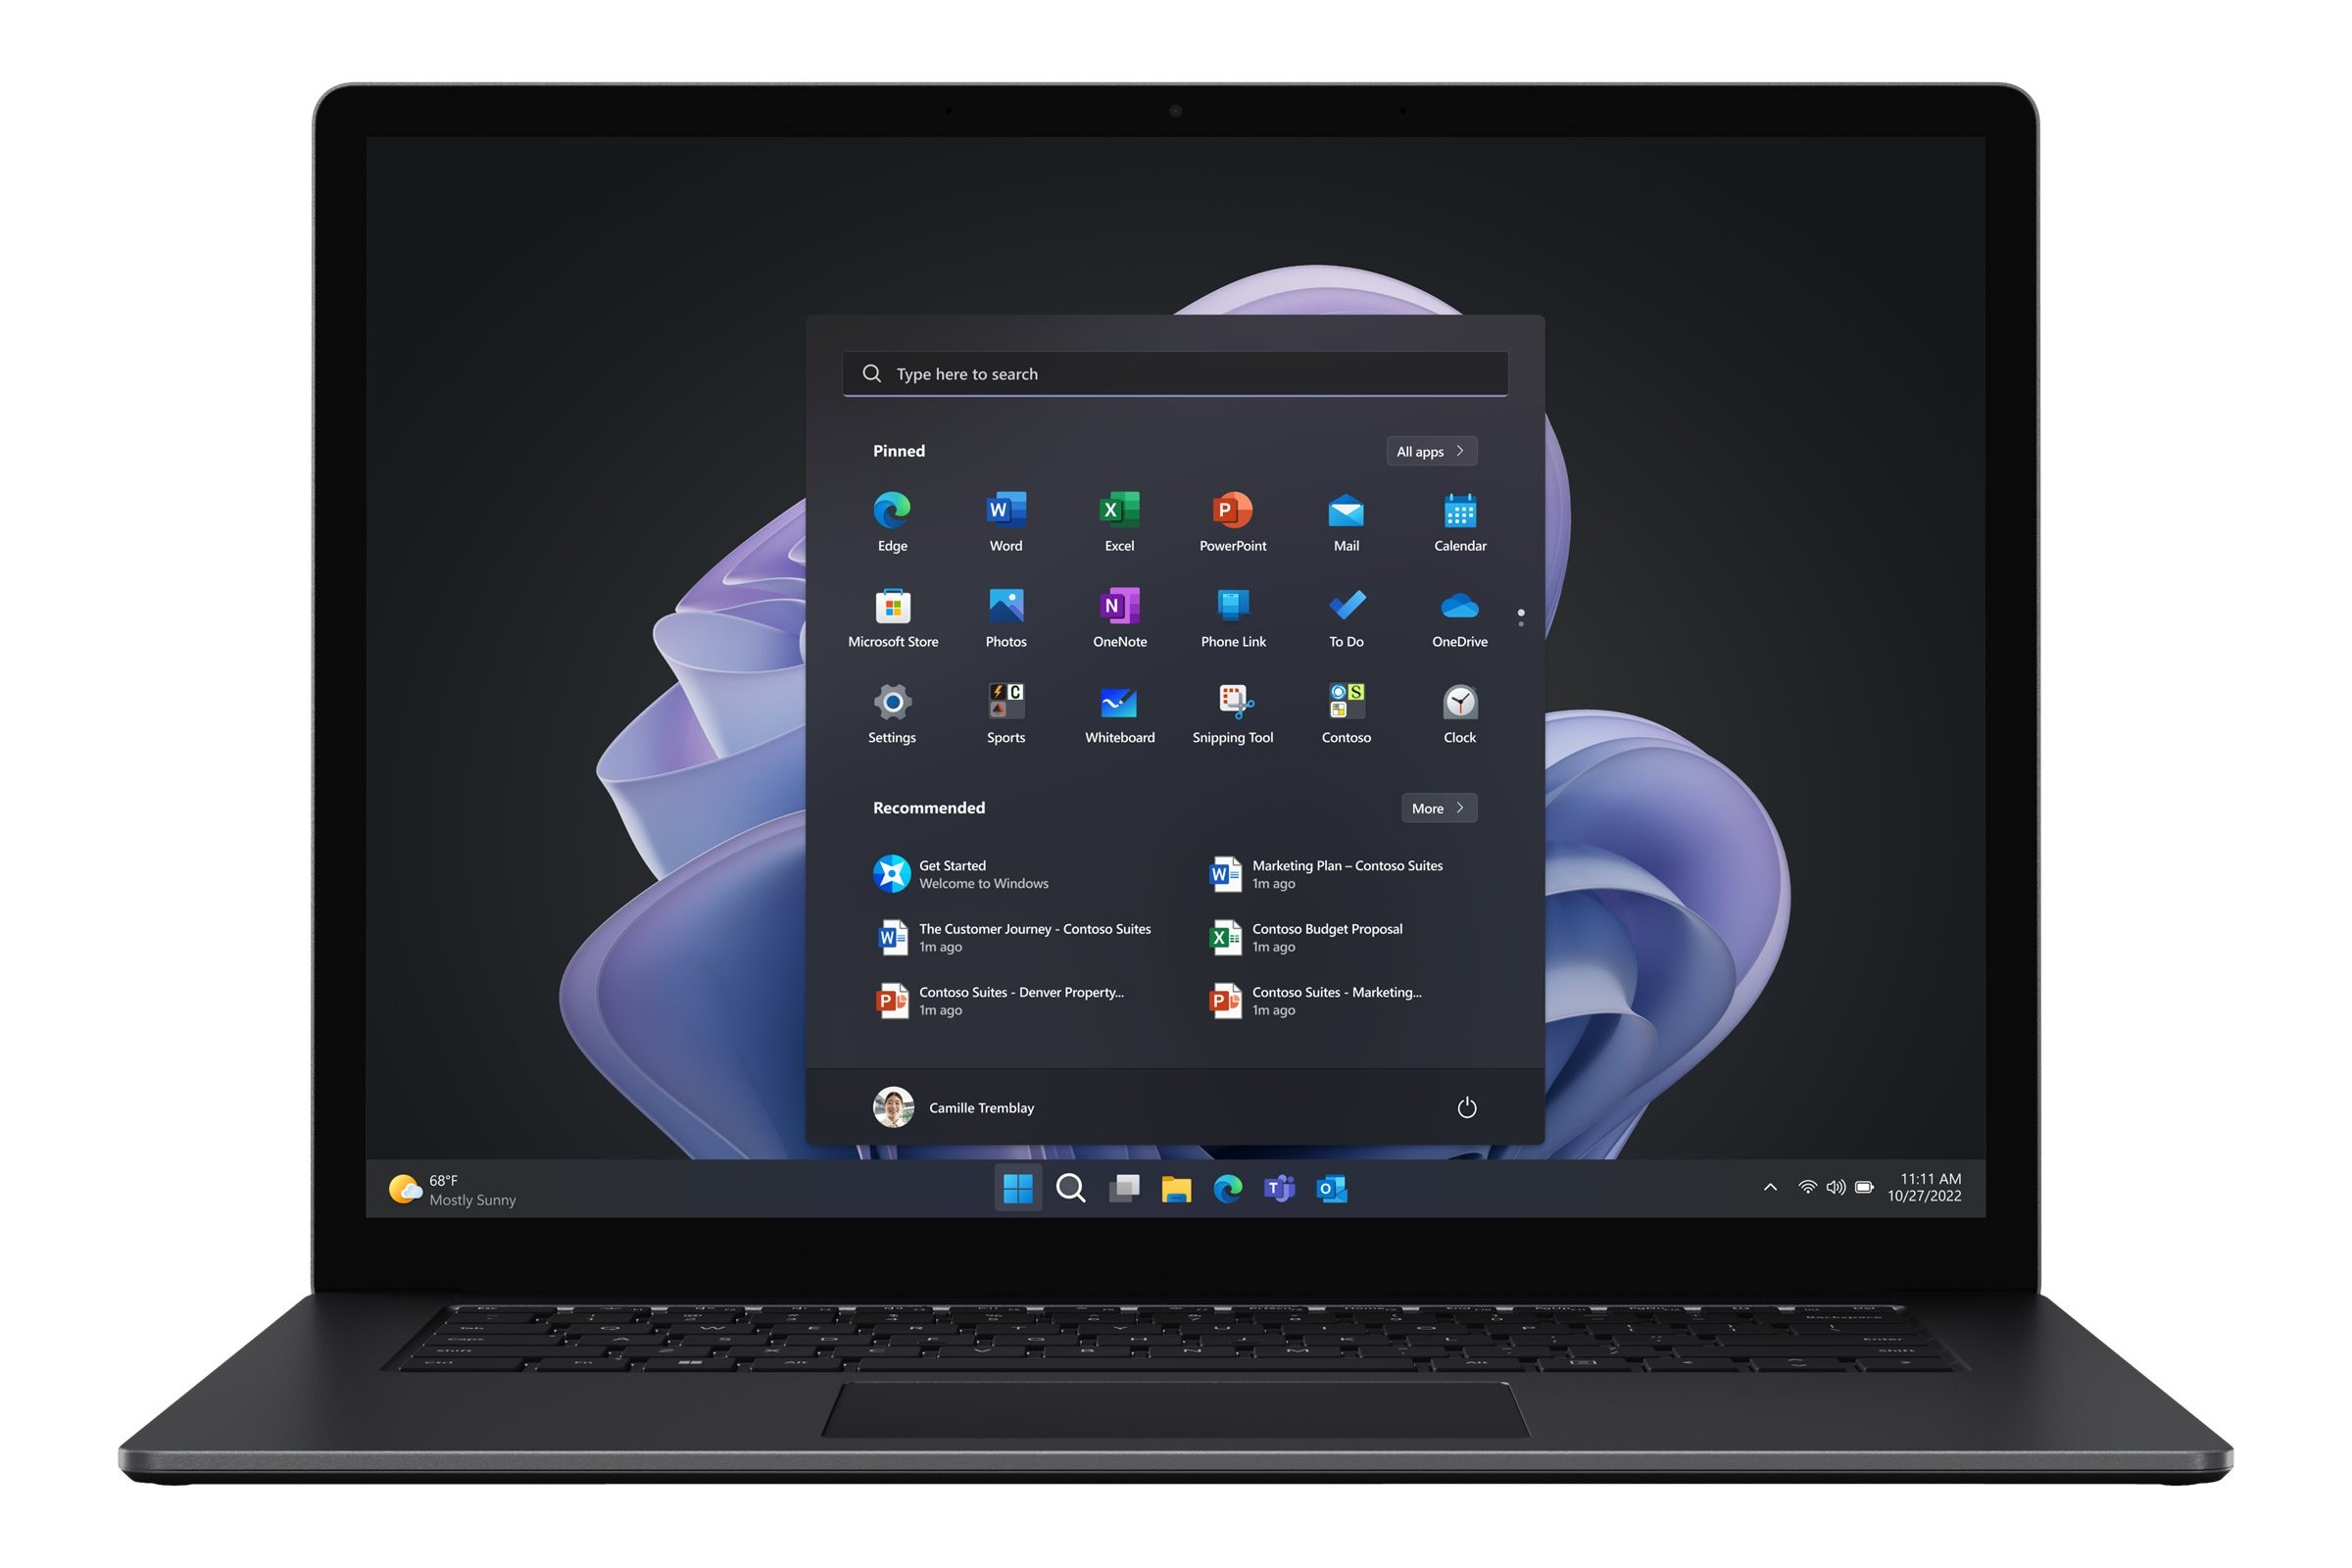 Type here to search
Pinned
All apps
Edge
Word
Excel
PowerPoint
Mail
Calendar
Microsoft Store
Photos
OneNote
Phone Link
To Do
OneDrive
Settings
Sports
Whiteboard
Snipping Tool
Contoso
Clock
Recommended
More
Get Started
Welcome to Windows
Marketing Plan – Contoso Suites
1m ago
The Customer Journey - Contoso Suites
1m ago
Contoso Budget Proposal
1m ago
Contoso Suites - Denver Property...
1m ago
Contoso Suites - Marketing...
1m ago
Camille Tremblay
68°F
Mostly Sunny
11:11 AM
10/27/2022